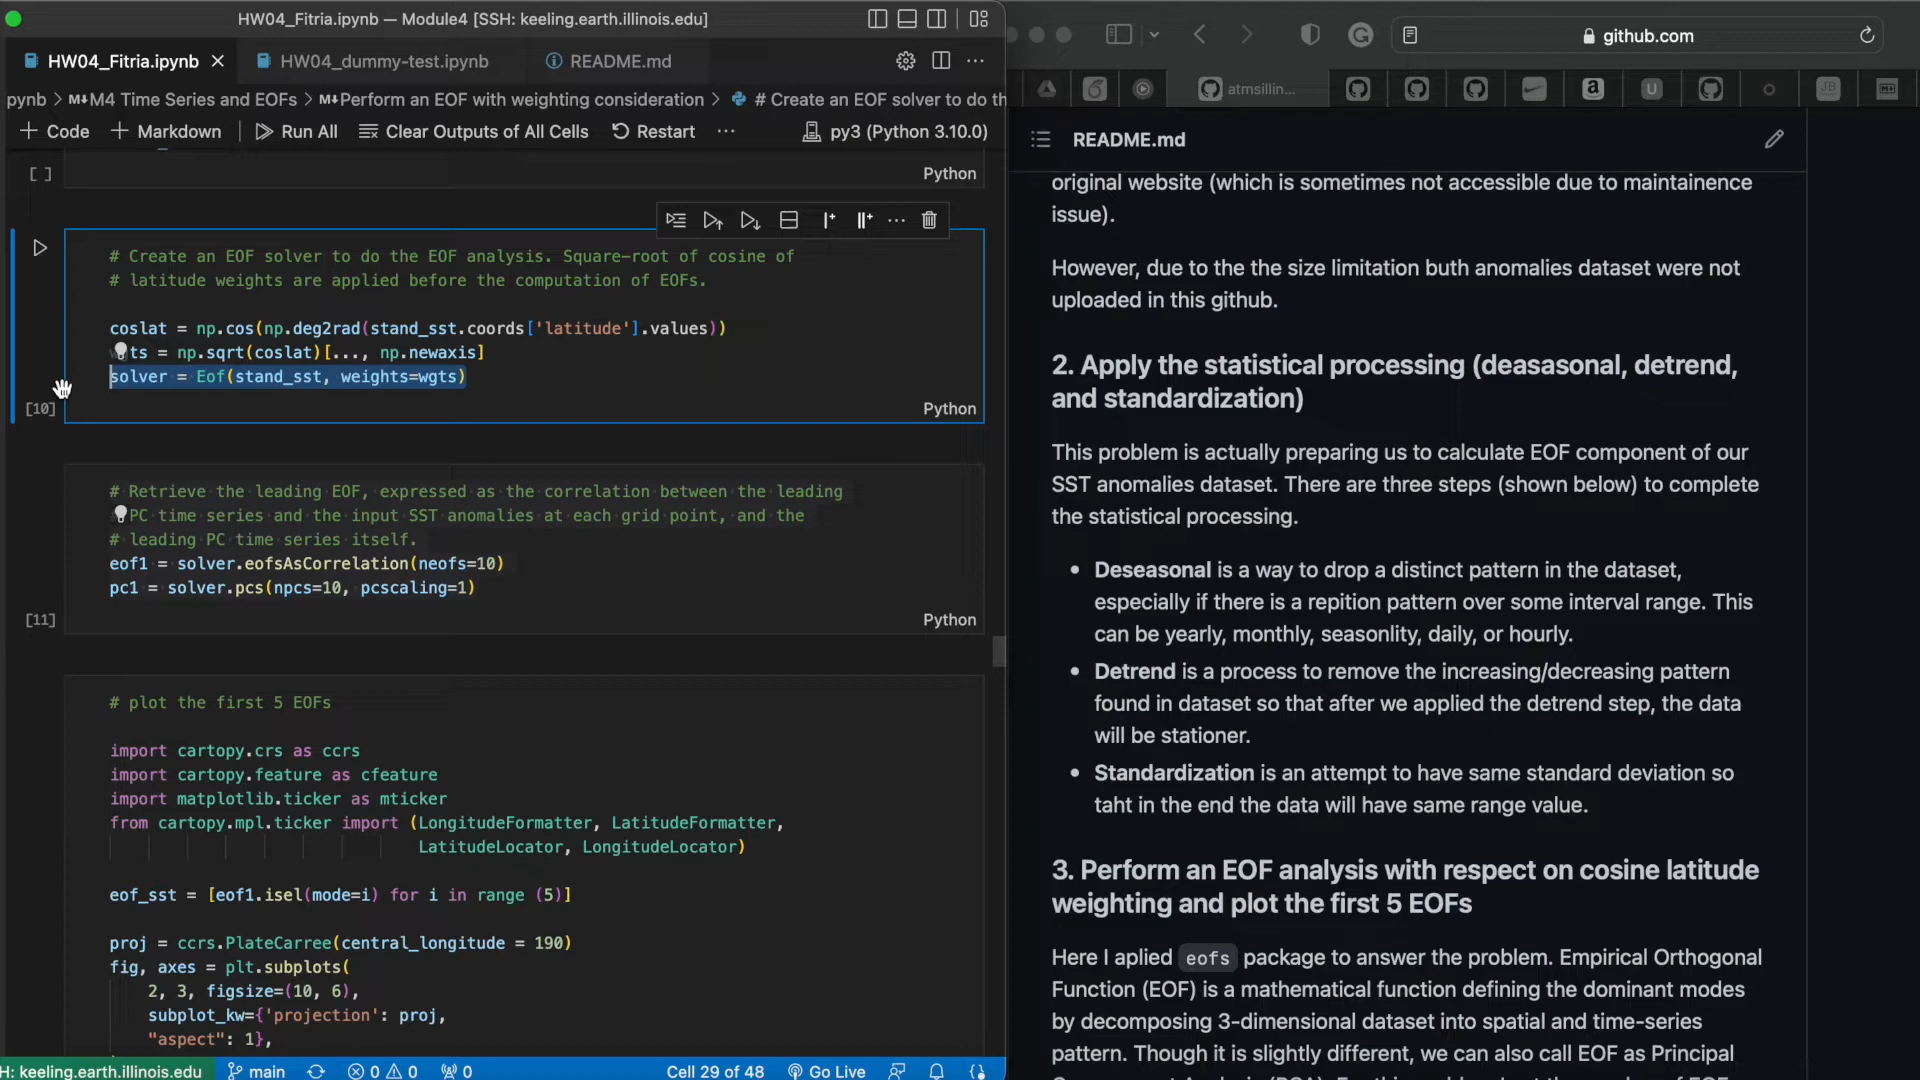 HW04_Fitria.ipynb — Module4 [SSH: keeling.earth.illinois.edu]
HW04_Fitria.ipynb
HW04_dummy-test.ipynb
README.md
pynb > M↓M4 Time Series and EOFs > M↓Perform an EOF with weighting consideration > # Create an EOF solver to do th
+ Code + Markdown Run All Clear Outputs of All Cells Restart ··· py3 (Python 3.10.0)
[ ]
Python
# Create an EOF solver to do the EOF analysis. Square-root of cosine of
# latitude weights are applied before the computation of EOFs.
coslat = np.cos(np.deg2rad(stand_sst.coords['latitude'].values))
ts = np.sqrt(coslat)[..., np.newaxis]
solver = Eof(stand_sst, weights=wgts)
[10]
Python
# Retrieve the leading EOF, expressed as the correlation between the leading
PC time series and the input SST anomalies at each grid point, and the
# leading PC time series itself.
eof1 = solver.eofsAsCorrelation(neofs=10)
pc1 = solver.pcs(npcs=10, pcscaling=1)
[11]
Python
# plot the first 5 EOFs
import cartopy.crs as ccrs
import cartopy.feature as cfeature
import matplotlib.ticker as mticker
from cartopy.mpl.ticker import (LongitudeFormatter, LatitudeFormatter,
LatitudeLocator, LongitudeLocator)
eof_sst = [eof1.isel(mode=i) for i in range (5)]
proj = ccrs.PlateCarree(central_longitude = 190)
fig, axes = plt.subplots(
2, 3, figsize=(10, 6),
subplot_kw={'projection': proj,
"aspect": 1},
H: keeling.earth.illinois.edu main 0 0 0 Cell 29 of 48 Go Live
github.com
atmsillin...
README.md
original website (which is sometimes not accessible due to maintainence
issue).
However, due to the the size limitation buth anomalies dataset were not
uploaded in this github.
2. Apply the statistical processing (deasasonal, detrend,
and standardization)
This problem is actually preparing us to calculate EOF component of our
SST anomalies dataset. There are three steps (shown below) to complete
the statistical processing.
• Deseasonal is a way to drop a distinct pattern in the dataset,
especially if there is a repition pattern over some interval range. This
can be yearly, monthly, seasonlity, daily, or hourly.
• Detrend is a process to remove the increasing/decreasing pattern
found in dataset so that after we applied the detrend step, the data
will be stationer.
• Standardization is an attempt to have same standard deviation so
taht in the end the data will have same range value.
3. Perform an EOF analysis with respect on cosine latitude
weighting and plot the first 5 EOFs
Here I aplied eofs package to answer the problem. Empirical Orthogonal
Function (EOF) is a mathematical function defining the dominant modes
by decomposing 3-dimensional dataset into spatial and time-series
pattern. Though it is slightly different, we can also call EOF as Principal